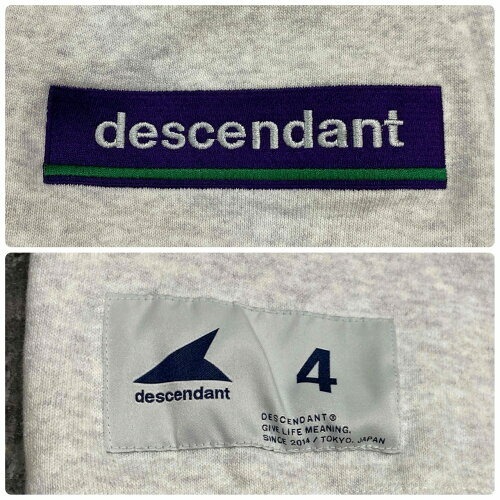 descendant
descendant
4
DESCENDANT®
GIVE LIFE MEANING.
SINCE 2014 / TOKYO, JAPAN